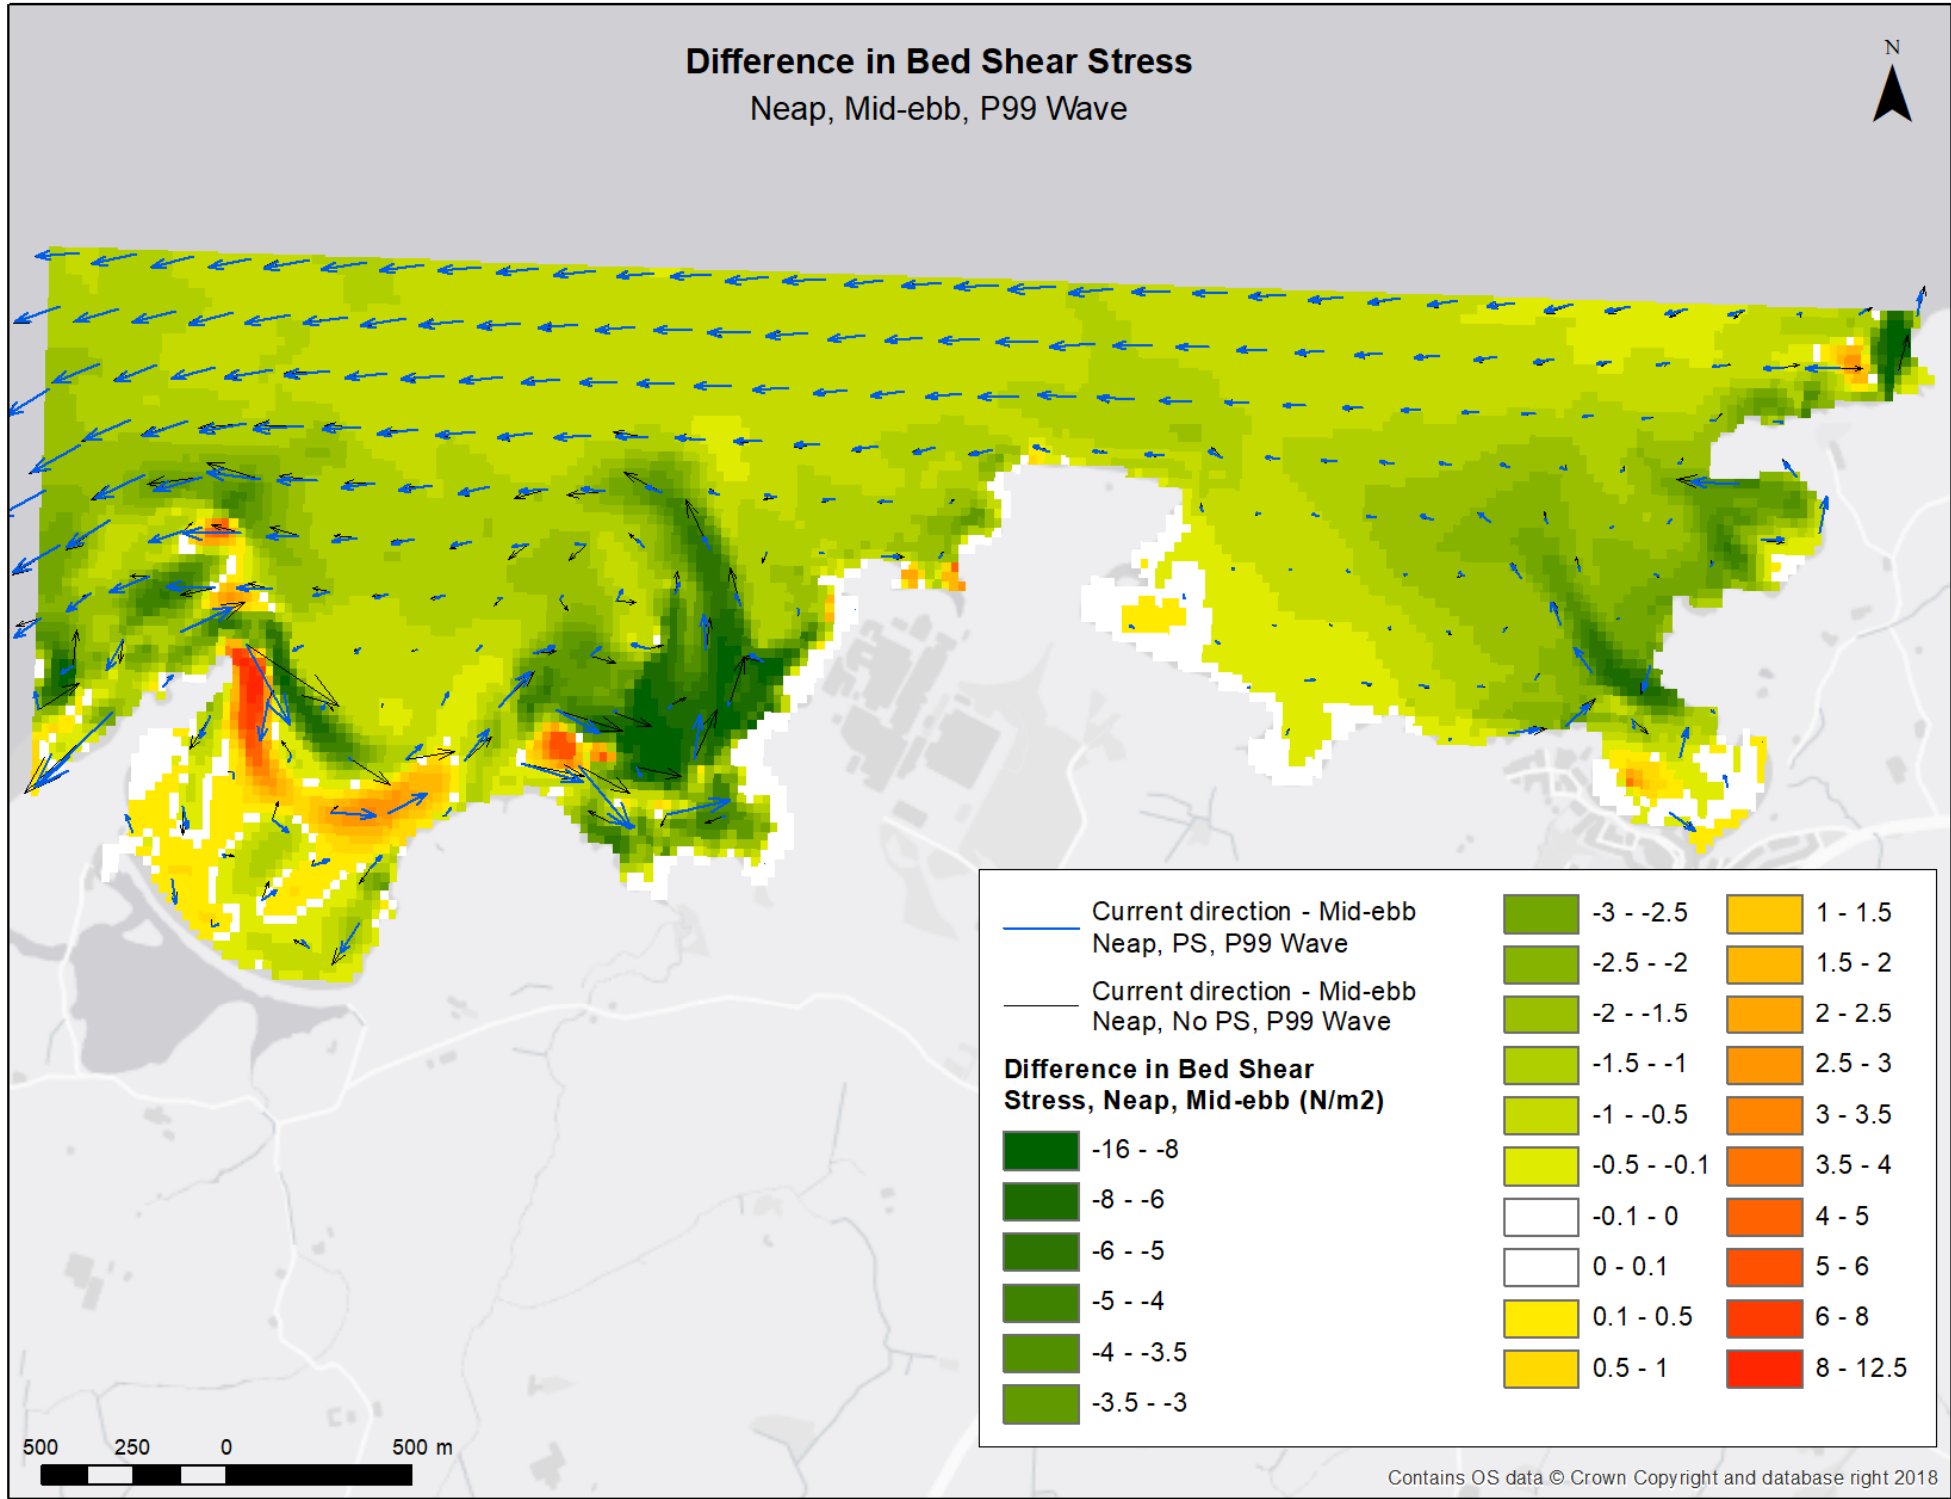 Difference in Bed Shear Stress
Neap, Mid-ebb, P99 Wave
N
Current direction - Mid-ebb
Neap, PS, P99 Wave
Current direction - Mid-ebb
Neap, No PS, P99 Wave
Difference in Bed Shear
Stress, Neap, Mid-ebb (N/m2)
-16 - -8
-8 - -6
-6 - -5
-5 - -4
-4 - -3.5
-3.5 - -3
-3 - -2.5
-2.5 - -2
-2 - -1.5
-1.5 - -1
-1 - -0.5
-0.5 - -0.1
-0.1 - 0
0 - 0.1
0.1 - 0.5
0.5 - 1
1 - 1.5
1.5 - 2
2 - 2.5
2.5 - 3
3 - 3.5
3.5 - 4
4 - 5
5 - 6
6 - 8
8 - 12.5
500 250 0 500 m
Contains OS data © Crown Copyright and database right 2018